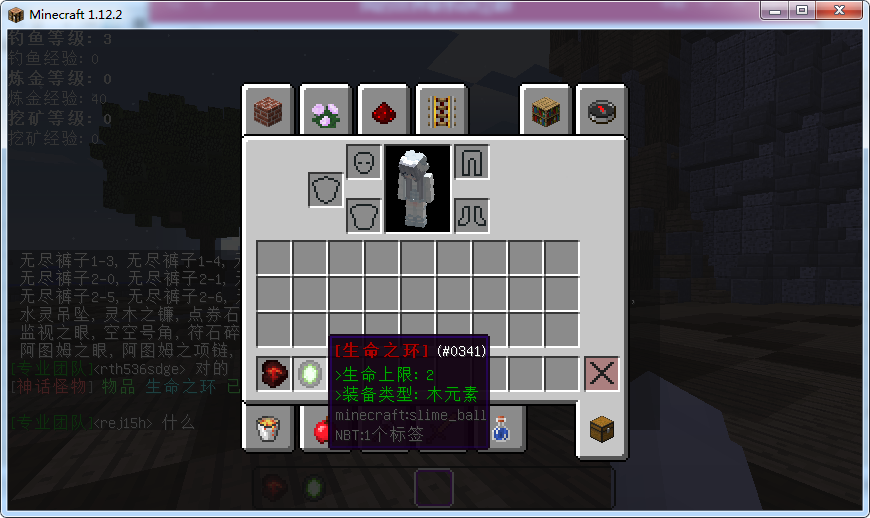 Minecraft 1.12.2
钓鱼等级: 3
钓鱼经验: 0
炼金等级: 0
炼金经验: 40
挖矿等级: 0
挖矿经验: 0
无尽裤子1-3, 无尽裤子1-4,
无尽裤子2-0, 无尽裤子2-1,
无尽裤子2-5, 无尽裤子2-6,
水灵吊坠, 灵木之镰, 点券石
监视之眼, 空空号角, 符石碎
阿图姆之眼, 阿图姆之项链,
[专业团队]<rth536sdge> 对的
[神话怪物] 物品 生命之环 已
[专业团队]<rej15h> 什么
[生命之环] (#0341)
>生命上限: 2
>装备类型: 木元素
minecraft:slime_ball
NBT:1个标签